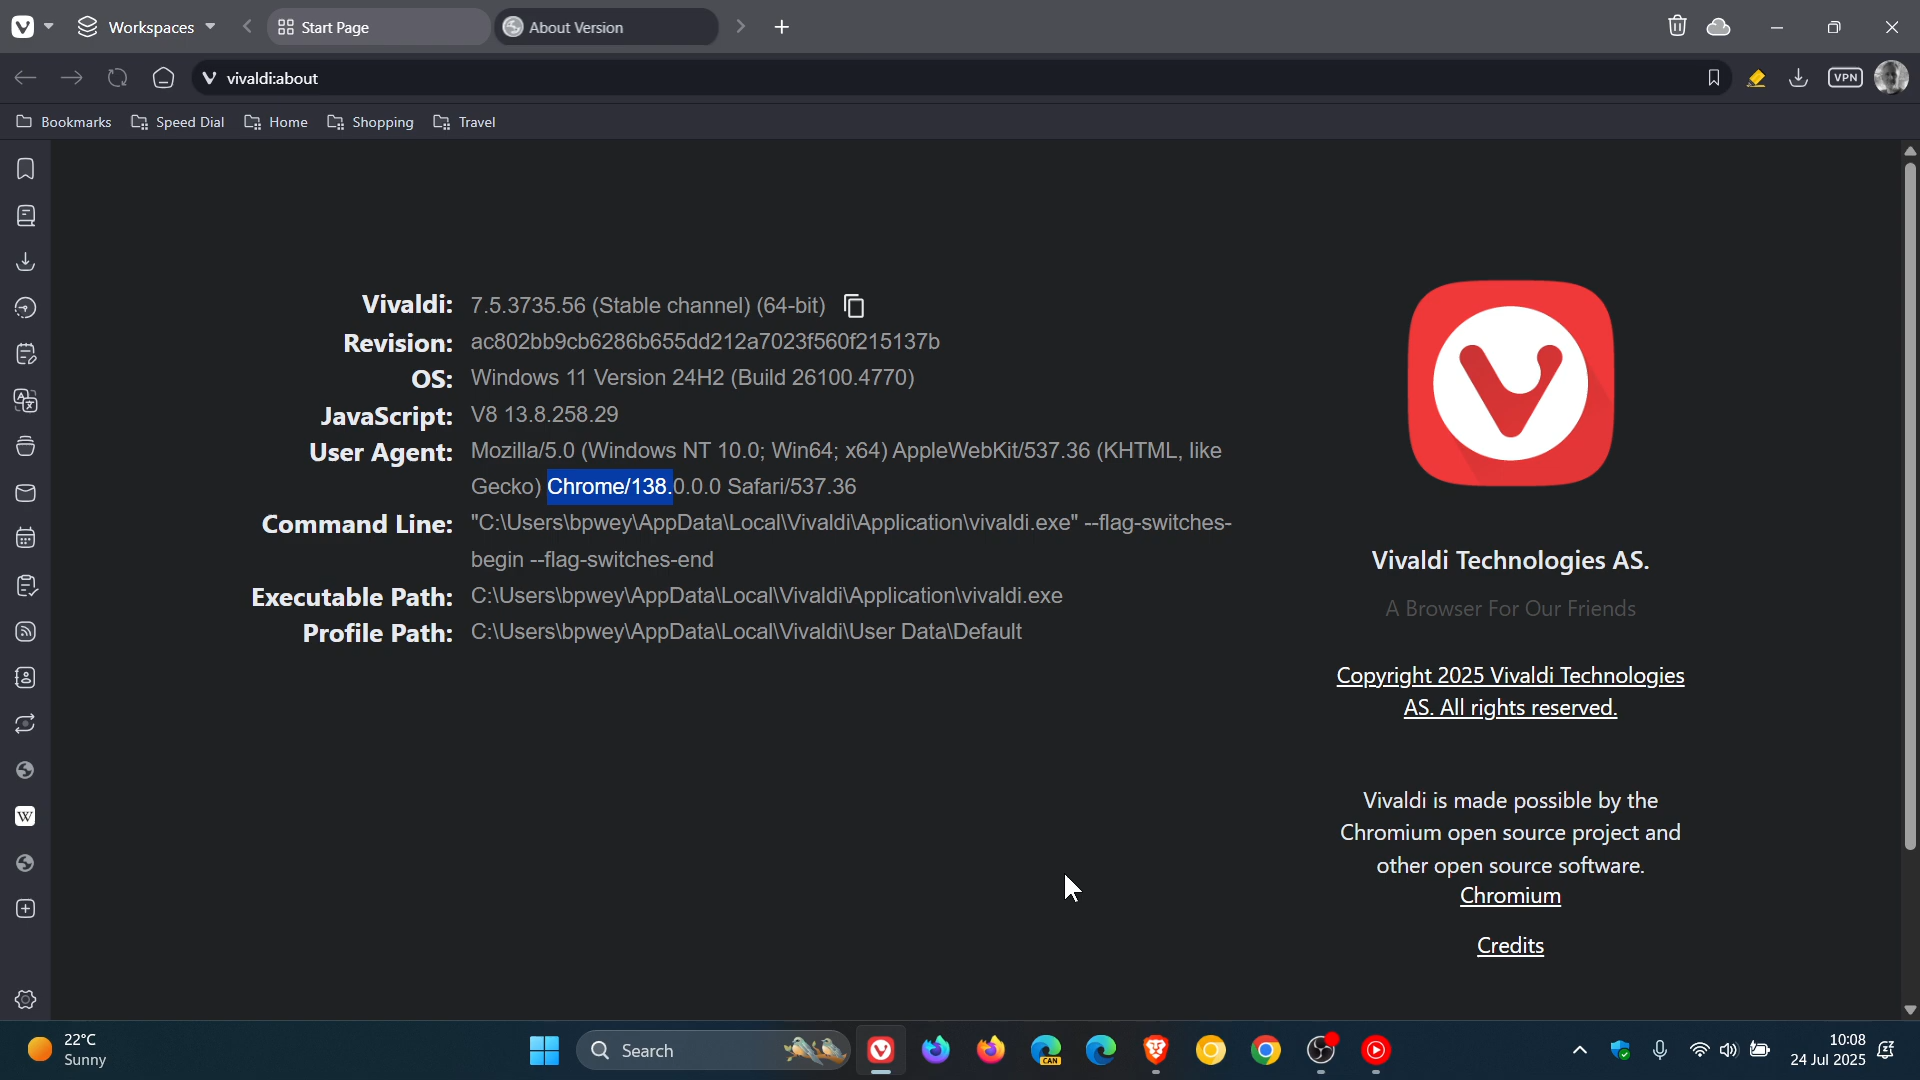 Workspaces
Start Page
About Version
vivaldi:about
VPN
Bookmarks
Speed Dial
Home
Shopping
Travel
Vivaldi: 7.5.3735.56 (Stable channel) (64-bit)
Revision: ac802bb9cb6286b655dd212a7023f560f215137b
OS: Windows 11 Version 24H2 (Build 26100.4770)
JavaScript: V8 13.8.258.29
User Agent: Mozilla/5.0 (Windows NT 10.0; Win64; x64) AppleWebKit/537.36 (KHTML, like
Gecko) Chrome/138.0.0.0 Safari/537.36
Command Line: "C:\Users\bpwey\AppData\Local\Vivaldi\Application\vivaldi.exe" --flag-switches-
begin --flag-switches-end
Executable Path: C:\Users\bpwey\AppData\Local\Vivaldi\Application\vivaldi.exe
Profile Path: C:\Users\bpwey\AppData\Local\Vivaldi\User Data\Default
Vivaldi Technologies AS.
A Browser For Our Friends
Copyright 2025 Vivaldi Technologies
AS. All rights reserved.
Vivaldi is made possible by the
Chromium open source project and
other open source software.
Chromium
Credits
W
22°C
Sunny
Search
CAN
10:08
24 Jul 2025